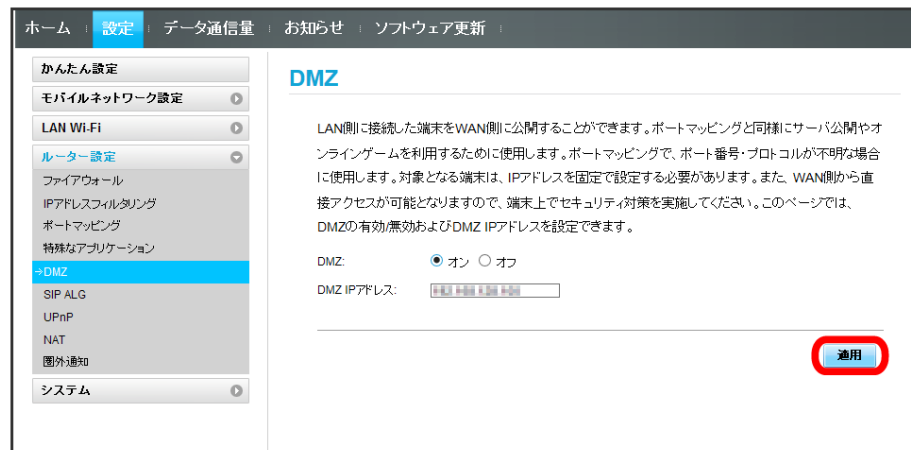 ホーム 設定 データ通信量 お知らせ ソフトウェア更新
かんたん設定
モバイルネットワーク設定
LAN Wi-Fi
ルーター設定
ファイアウォール
IPアドレスフィルタリング
ポートマッピング
特殊なアプリケーション
→DMZ
SIP ALG
UPnP
NAT
圏外通知
システム
DMZ
LAN側に接続した端末をWAN側に公開することができます。ポートマッピングと同様にサーバ公開やオ
ンラインゲームを利用するために使用します。ポートマッピングで、ポート番号・プロトコルが不明な場合
に使用します。対象となる端末は、IPアドレスを固定で設定する必要があります。また、WAN側から直
接アクセスが可能となりますので、端末上でセキュリティ対策を実施してください。このページでは、
DMZの有効/無効およびDMZ IPアドレスを設定できます。
DMZ: オン オフ
DMZ IPアドレス:
適用